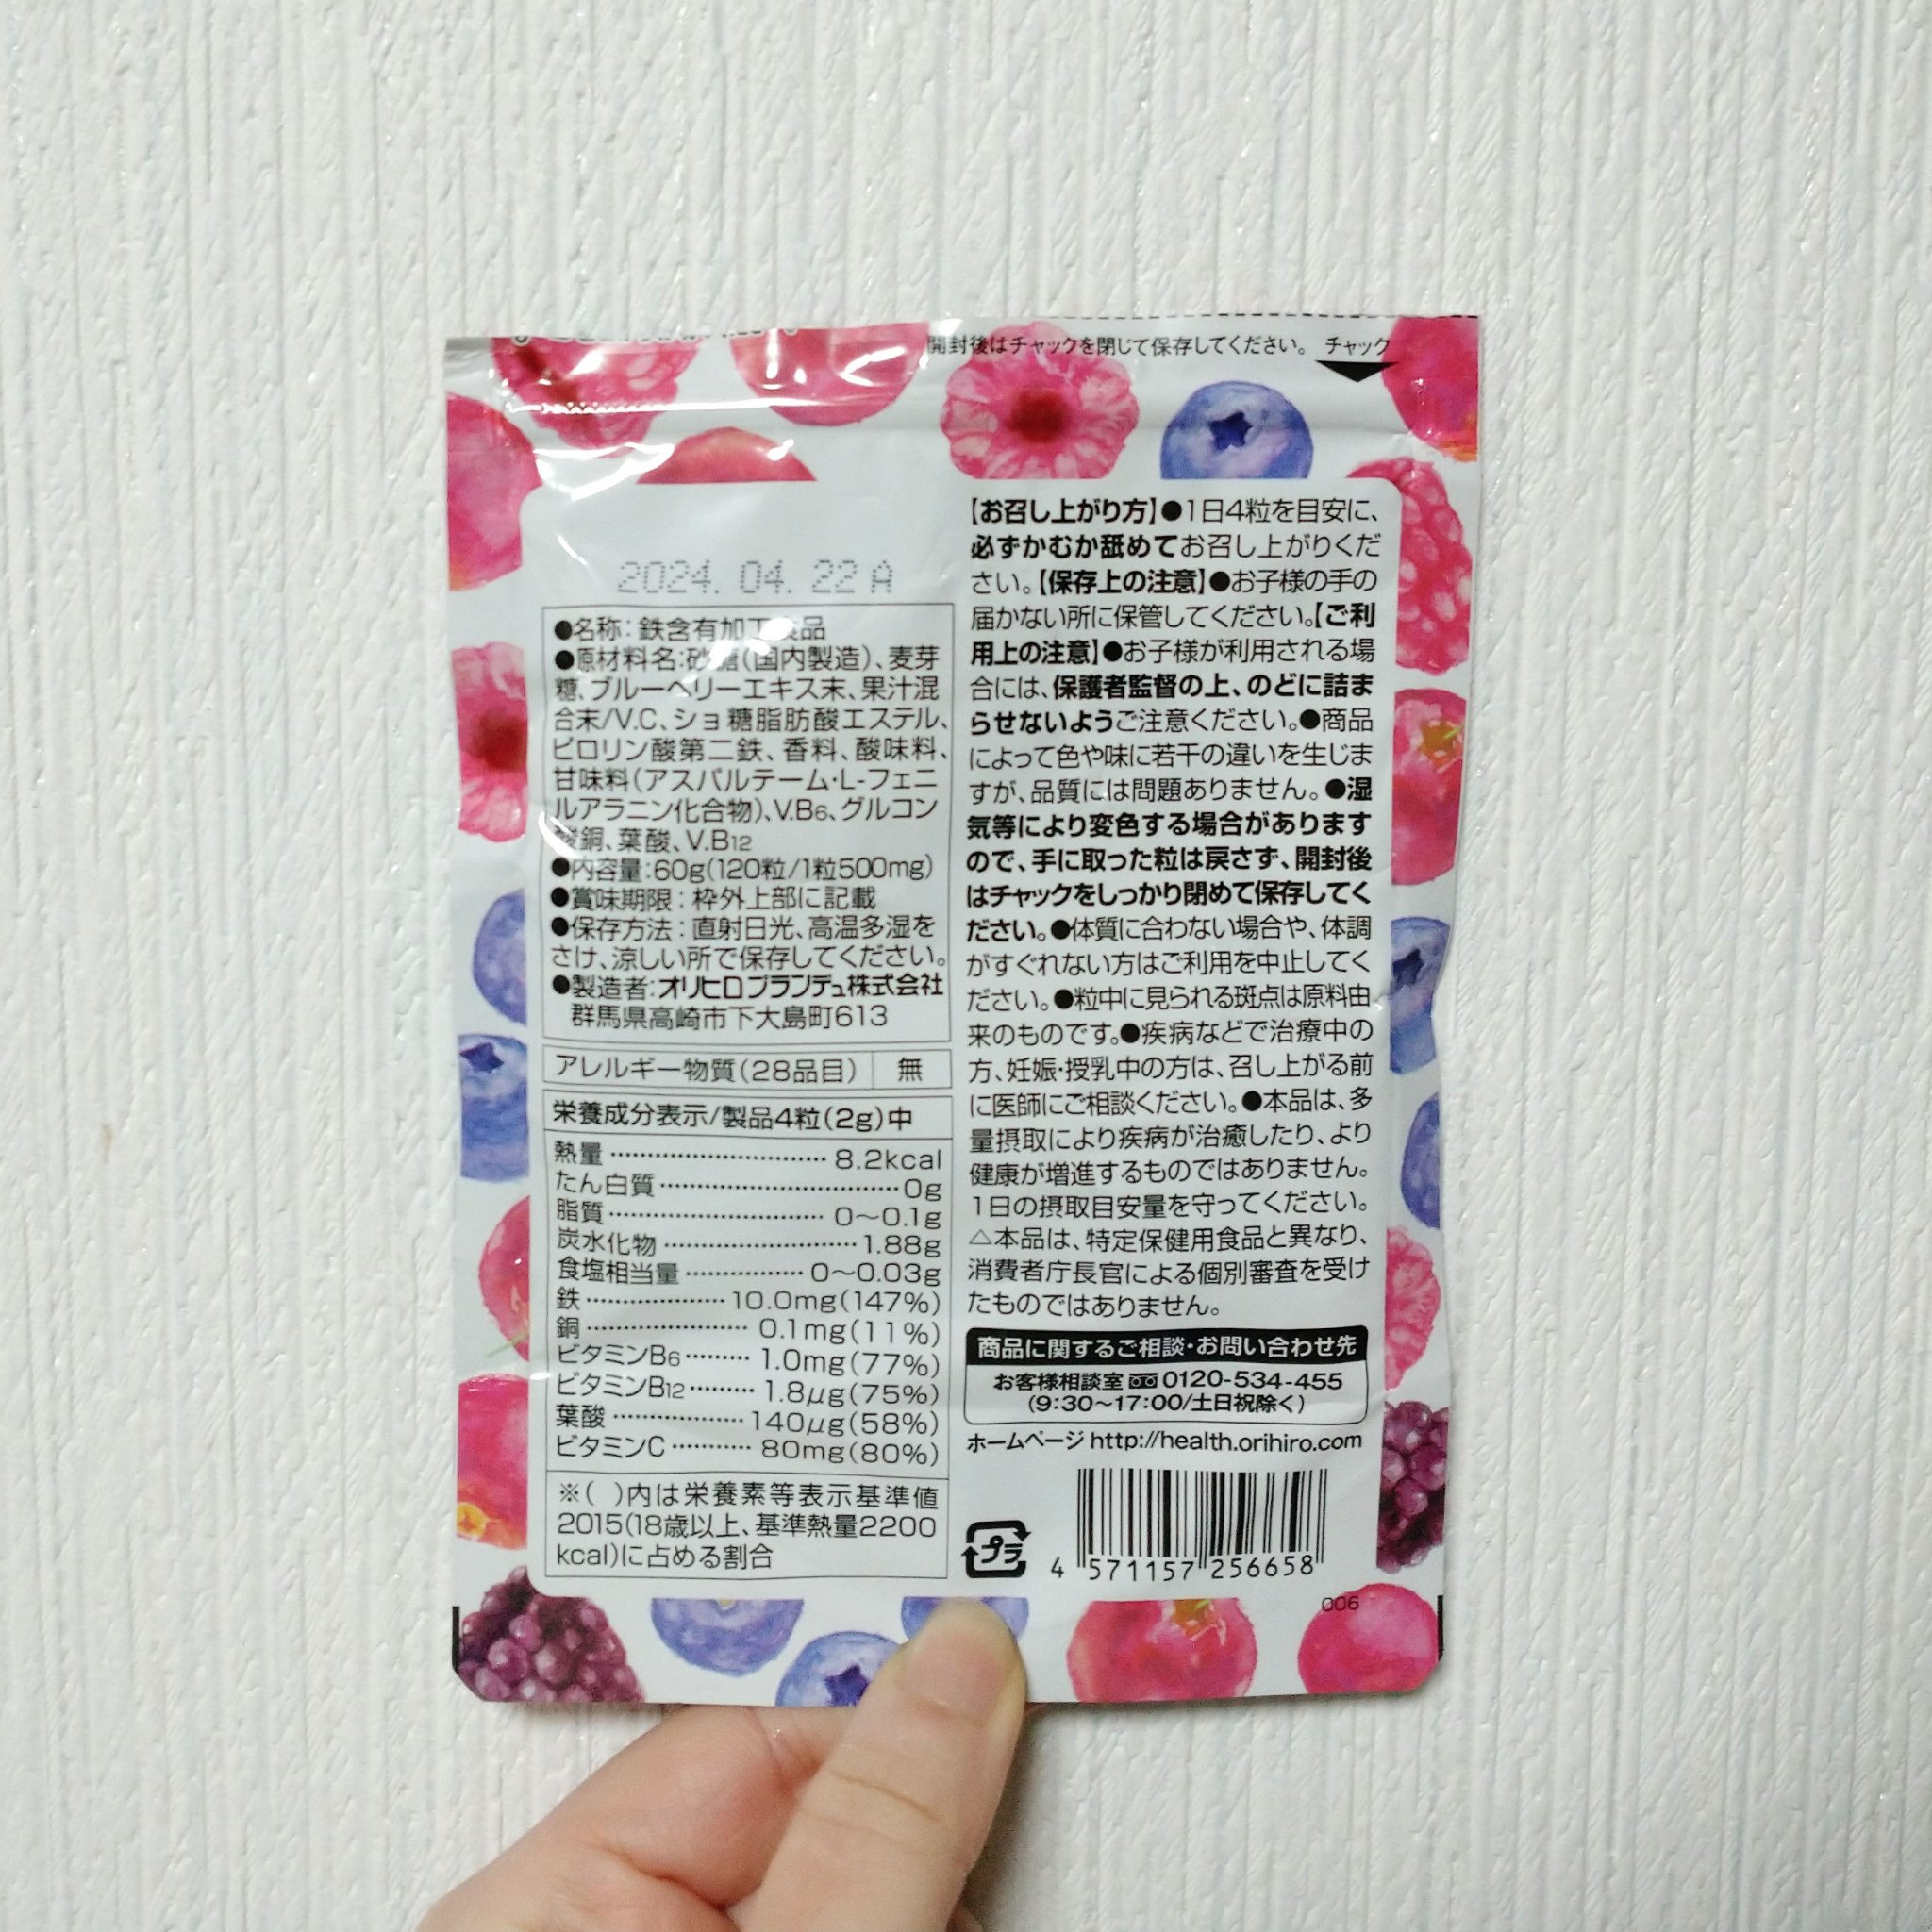 開封後はチャックを閉じて保存してください。 チャック
2024. 04. 22 A
●名称：鉄含有加工食品
●原材料名：砂糖（国内製造）、麦芽
糖、ブルーベリーエキス末、果汁混
合末/V.C、ショ糖脂肪酸エステル、
ピロリン酸第二鉄、香料、酸味料、
甘味料（アスパルテーム・L-フェニ
ルアラニン化合物）、V.B6、グルコン
酸銅、葉酸、V.B12
●内容量：60g（120粒/1粒500mg）
●賞味期限：枠外上部に記載
●保存方法：直射日光、高温多湿を
さけ、涼しい所で保存してください。
●製造者：オリヒロプランデュ株式会社
群馬県高崎市下大島町613
アレルギー物質（28品目） 無
栄養成分表示/製品4粒（2g）中
熱量 ………… 8.2kcal
たん白質 ………… 0g
脂質 ………… 0〜0.1g
炭水化物 ………… 1.88g
食塩相当量 ………… 0〜0.03g
鉄 ………… 10.0mg（147%）
銅 ………… 0.1mg（11%）
ビタミンB6 ……… 1.0mg（77%）
ビタミンB12 ……… 1.8μg（75%）
葉酸 ………… 140μg（58%）
ビタミンC ………… 80mg（80%）
※（ ）内は栄養素等表示基準値
2015（18歳以上、基準熱量2200
kcal）に占める割合
【お召し上がり方】●1日4粒を目安に、
必ずかむか舐めてお召し上がりくだ
さい。【保存上の注意】●お子様の手の
届かない所に保管してください。【ご利
用上の注意】●お子様が利用される場
合には、保護者監督の上、のどに詰ま
らせないようご注意ください。●商品
によって色や味に若干の違いを生じま
すが、品質には問題ありません。●湿
気等により変色する場合があります
ので、手に取った粒は戻さず、開封後
はチャックをしっかり閉めて保存してく
ださい。●体質に合わない場合や、体調
がすぐれない方はご利用を中止してく
ださい。●粒中に見られる斑点は原料由
来のものです。●疾病などで治療中の
方、妊娠・授乳中の方は、召し上がる前
に医師にご相談ください。●本品は、多
量摂取により疾病が治癒したり、より
健康が増進するものではありません。
1日の摂取目安量を守ってください。
△本品は、特定保健用食品と異なり、
消費者庁長官による個別審査を受け
たものではありません。
商品に関するご相談・お問い合わせ先
お客様相談室 0120-534-455
（9:30〜17:00/土日祝除く）
ホームページ http://health.orihiro.com
プラ
4 571157 256658
006